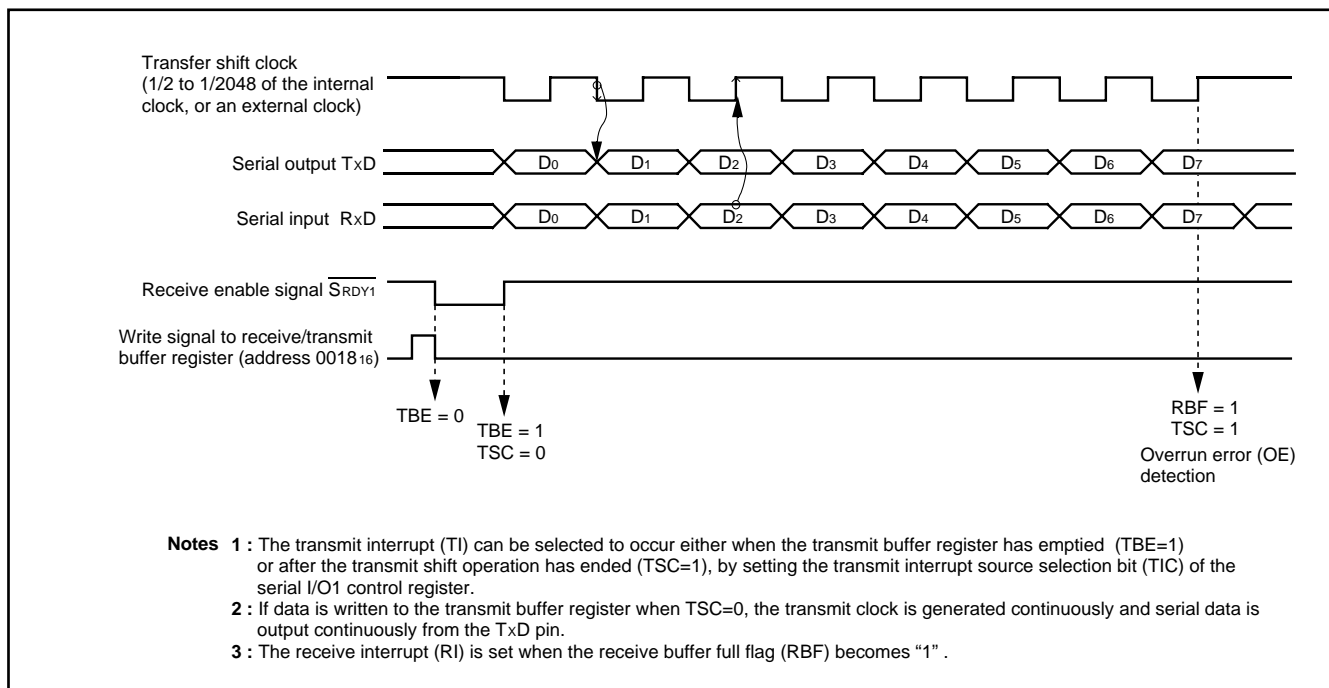 Transfer shift clock
(1/2 to 1/2048 of the internal
clock, or an external clock)
Serial output TxD
D0 D1 D2 D3 D4 D5 D6 D7
Serial input RxD
D0 D1 D2 D3 D4 D5 D6 D7
Receive enable signal S̅R̅D̅Y̅1̅
Write signal to receive/transmit
buffer register (address 001816)
TBE = 0
TBE = 1
TSC = 0
RBF = 1
TSC = 1
Overrun error (OE)
detection
Notes 1 : The transmit interrupt (TI) can be selected to occur either when the transmit buffer register has emptied (TBE=1)
or after the transmit shift operation has ended (TSC=1), by setting the transmit interrupt source selection bit (TIC) of the
serial I/O1 control register.
2 : If data is written to the transmit buffer register when TSC=0, the transmit clock is generated continuously and serial data is
output continuously from the TxD pin.
3 : The receive interrupt (RI) is set when the receive buffer full flag (RBF) becomes “1” .